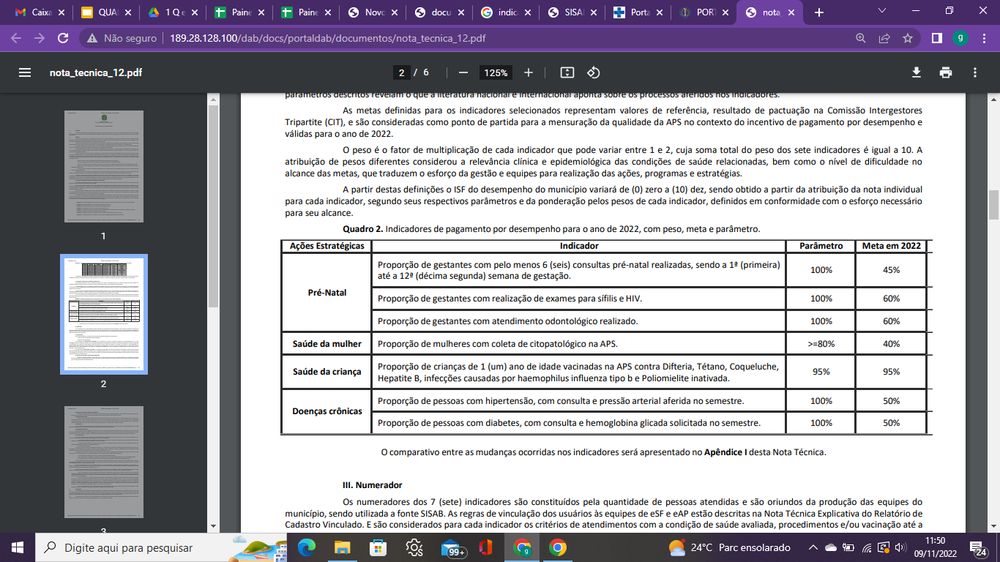 Caixa
QUAL
1 Q e
Paine
Paine
Novo
docu
indic
SISAB
Porta
PORT
nota_
Não seguro
189.28.128.100/dab/docs/portaldab/documentos/nota_tecnica_12.pdf
g
nota_tecnica_12.pdf
2 / 6
125%
1
2
3
parâmetros descritos revelam o que a literatura nacional e internacional aponta sobre os processos aferidos nos indicadores.
As metas definidas para os indicadores selecionados representam valores de referência, resultado de pactuação na Comissão Intergestores
Tripartite (CIT), e são consideradas como ponto de partida para a mensuração da qualidade da APS no contexto do incentivo de pagamento por desempenho e
válidas para o ano de 2022.
O peso é o fator de multiplicação de cada indicador que pode variar entre 1 e 2, cuja soma total do peso dos sete indicadores é igual a 10. A
atribuição de pesos diferentes considerou a relevância clínica e epidemiológica das condições de saúde relacionadas, bem como o nível de dificuldade no
alcance das metas, que traduzem o esforço da gestão e equipes para realização das ações, programas e estratégias.
A partir destas definições o ISF do desempenho do município variará de (0) zero a (10) dez, sendo obtido a partir da atribuição da nota individual
para cada indicador, segundo seus respectivos parâmetros e da ponderação pelos pesos de cada indicador, definidos em conformidade com o esforço necessário
para seu alcance.
Quadro 2. Indicadores de pagamento por desempenho para o ano de 2022, com peso, meta e parâmetro.
Ações Estratégicas Indicador Parâmetro Meta em 2022
Pré-Natal
Proporção de gestantes com pelo menos 6 (seis) consultas pré-natal realizadas, sendo a 1ª (primeira)
até a 12ª (décima segunda) semana de gestação.
100% 45%
Proporção de gestantes com realização de exames para sífilis e HIV. 100% 60%
Proporção de gestantes com atendimento odontológico realizado. 100% 60%
Saúde da mulher Proporção de mulheres com coleta de citopatológico na APS. >=80% 40%
Saúde da criança
Proporção de crianças de 1 (um) ano de idade vacinadas na APS contra Difteria, Tétano, Coqueluche,
Hepatite B, infecções causadas por haemophilus influenza tipo b e Poliomielite inativada.
95% 95%
Doenças crônicas
Proporção de pessoas com hipertensão, com consulta e pressão arterial aferida no semestre. 100% 50%
Proporção de pessoas com diabetes, com consulta e hemoglobina glicada solicitada no semestre. 100% 50%
O comparativo entre as mudanças ocorridas nos indicadores será apresentado no Apêndice I desta Nota Técnica.
III. Numerador
Os numeradores dos 7 (sete) indicadores são constituídos pela quantidade de pessoas atendidas e são oriundos da produção das equipes do
município, sendo utilizada a fonte SISAB. As regras de vinculação dos usuários às equipes de eSF e eAP estão descritas na Nota Técnica Explicativa do Relatório de
Cadastro Vinculado. E são considerados para cada indicador os critérios de atendimentos com a condição de saúde avaliada, procedimentos e/ou vacinação até a
Digite aqui para pesquisar
99+
g
24°C Parc ensolarado
11:50
09/11/2022
24